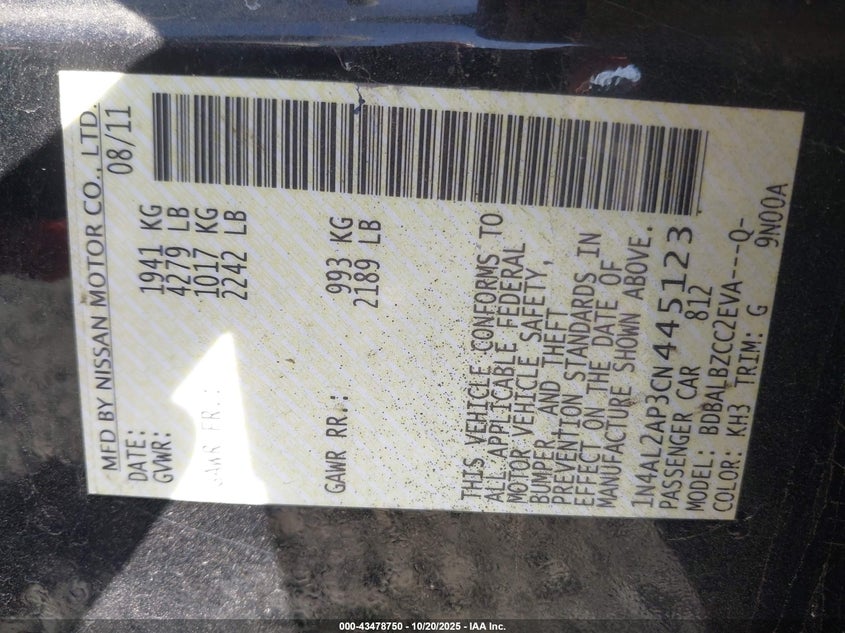 MFD BY NISSAN MOTOR CO., LTD.
DATE: 08/11
GVWR: 1941 KG
4279 LB
GAWR FR.: 1017 KG
2242 LB
GAWR RR.: 993 KG
2189 LB
THIS VEHICLE CONFORMS TO
ALL APPLICABLE FEDERAL
MOTOR VEHICLE SAFETY,
BUMPER, AND THEFT
PREVENTION STANDARDS IN
EFFECT ON THE DATE OF
MANUFACTURE SHOWN ABOVE.
1N4AL2AP3CN445123
PASSENGER CAR 812
MODEL: BDBALBZCC2EVA----Q-
COLOR: KH3 TRIM: G 9N00A
000-43478750 - 10/20/2025 - IAA Inc.